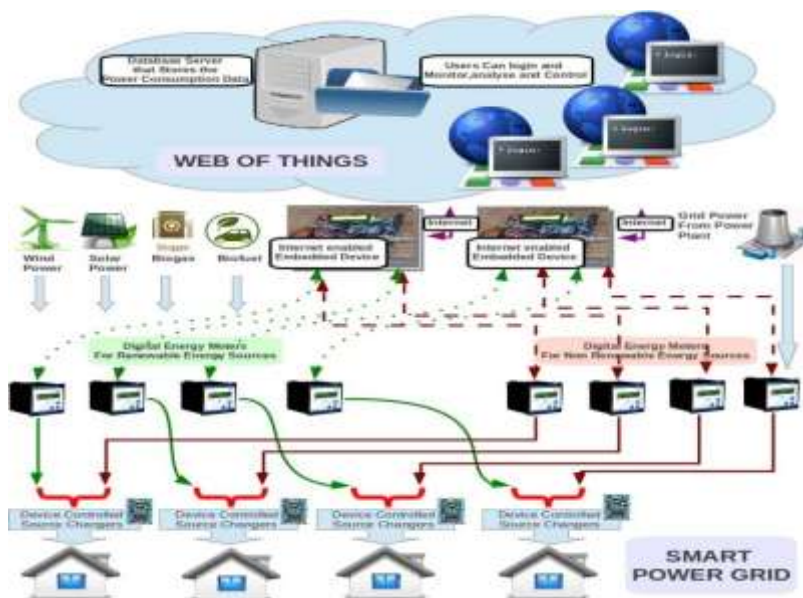 Database Server
that Stores the
Power Consumption Data
Users Can login and
Monitor,analyse and Control
login:
login:
login:
WEB OF THINGS
Wind
Power
Solar
Power
Biogas
Biofuel
Internet enabled
Embedded Device
Internet
Internet enabled
Embedded Device
Internet
Grid Power
From Power
Plant
Digital Energy Meters
For Renewable Energy Sources
Digital Energy Meters
For Non Renewable Energy Sources
Device Controlled
Source Changers
Device Controlled
Source Changers
Device Controlled
Source Changers
Device Controlled
Source Changers
SMART
POWER GRID